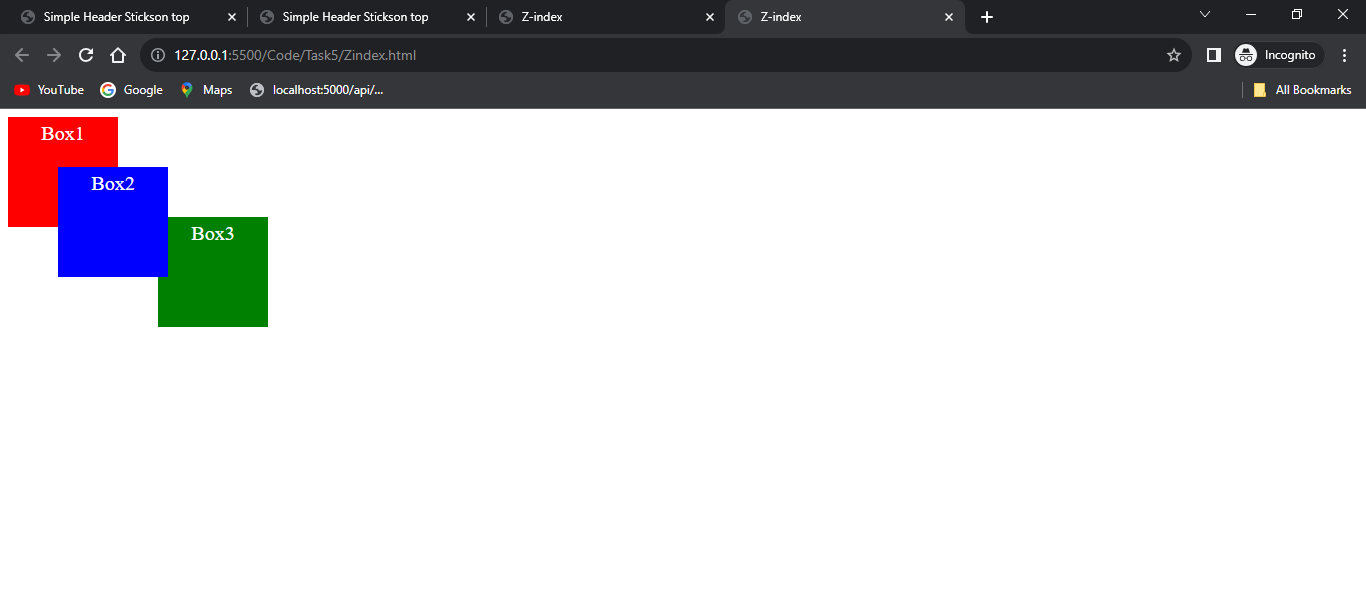 Simple Header Stickson top
Simple Header Stickson top
Z-index
Z-index
127.0.0.1:5500/Code/Task5/Zindex.html
Incognito
YouTube
Google
Maps
localhost:5000/api/...
All Bookmarks
Box1
Box2
Box3